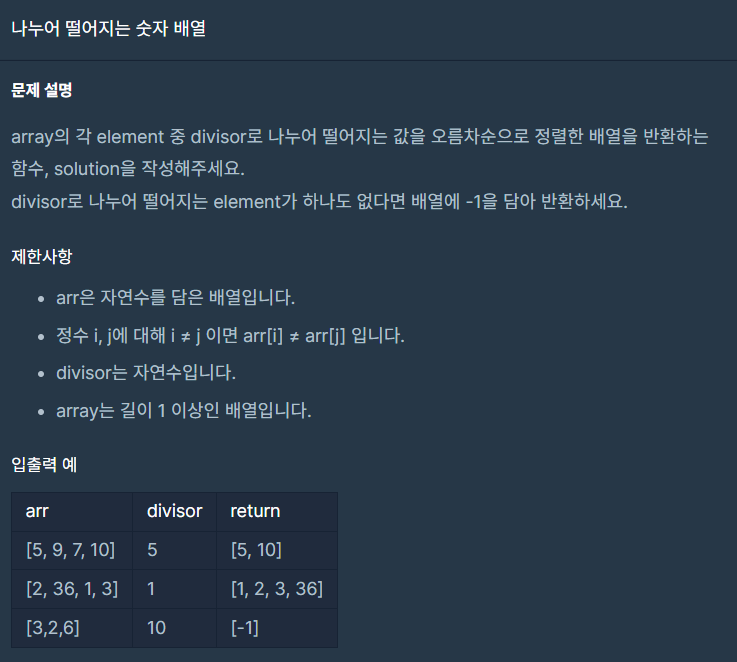 나누어 떨어지는 숫자 배열
문제 설명
array의 각 element 중 divisor로 나누어 떨어지는 값을 오름차순으로 정렬한 배열을 반환하는
함수, solution을 작성해주세요.
divisor로 나누어 떨어지는 element가 하나도 없다면 배열에 -1을 담아 반환하세요.
제한사항
• arr은 자연수를 담은 배열입니다.
• 정수 i, j에 대해 i ≠ j 이면 arr[i] ≠ arr[j] 입니다.
• divisor는 자연수입니다.
• array는 길이 1 이상인 배열입니다.
입출력 예
arr divisor return
[5, 9, 7, 10] 5 [5, 10]
[2, 36, 1, 3] 1 [1, 2, 3, 36]
[3,2,6] 10 [-1]